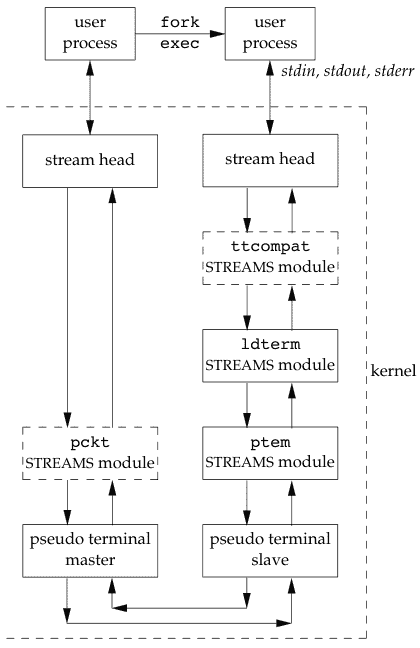 user
process
fork
exec
user
process
stdin, stdout, stderr
stream head
stream head
ttcompat
STREAMS module
ldterm
STREAMS module
kernel
pckt
STREAMS module
ptem
STREAMS module
pseudo terminal
master
pseudo terminal
slave